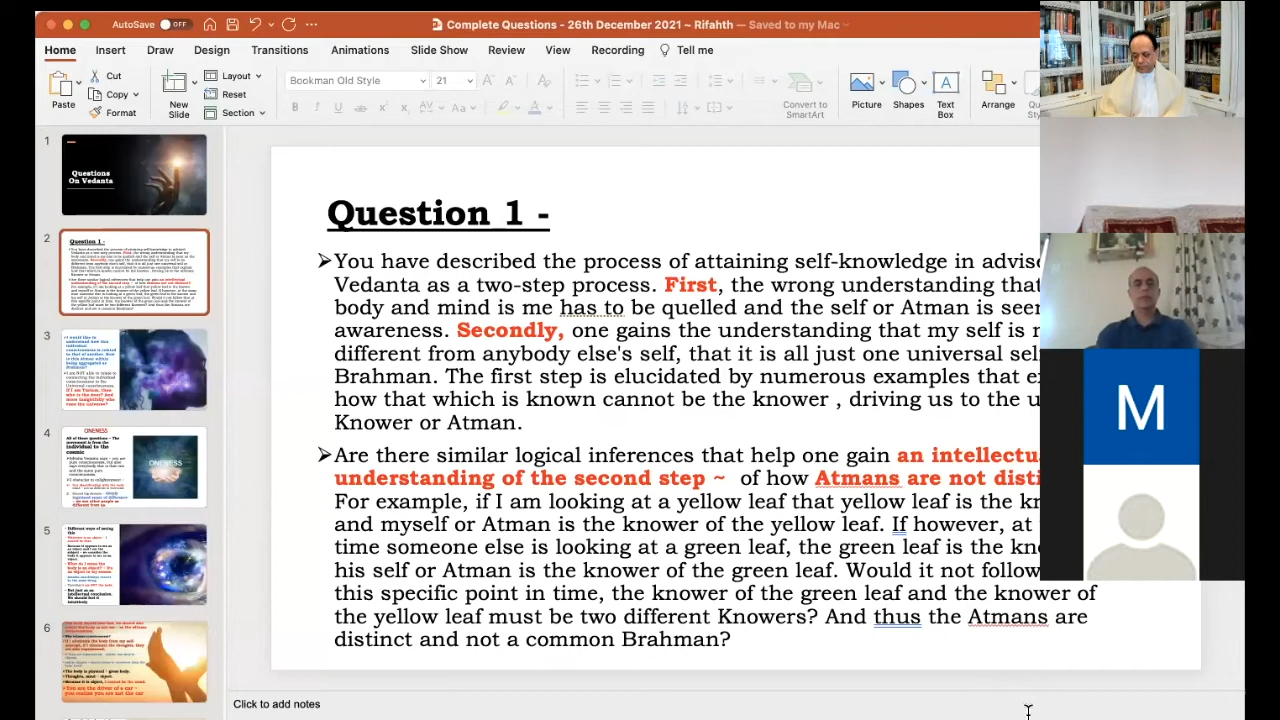 AutoSave OFF
Complete Questions - 26th December 2021 ~ Rifahth — Saved to my Mac
Home Insert Draw Design Transitions Animations Slide Show Review View Recording Tell me
Paste
Cut
Copy
Format
New Slide
Layout
Reset
Section
Bookman Old Style 21
Convert to SmartArt
Picture
Shapes
Text Box
Arrange
1
Questions
On Vedanta
2
Question 1 -
3
4
ONENESS
5
6
Question 1 -
➢You have described the process of attaining self-knowledge in advis
Vedanta as a two-step process. First, the wrong understanding that
body and mind is me has to be quelled and the self or Atman is seen
awareness. Secondly, one gains the understanding that my self is n
different from anybody else's self, that it is all just one universal sel
Brahman. The first step is elucidated by numerous examples that e
how that which is known cannot be the knower , driving us to the u
Knower or Atman.
➢Are there similar logical inferences that help one gain an intellectu
understanding of the second step ~ of how Atmans are not disti
For example, if I am looking at a yellow leaf that yellow leaf is the kn
and myself or Atman is the knower of the yellow leaf. If however, at
time someone else is looking at a green leaf, the green leaf is the kno
his self or Atman is the knower of the green leaf. Would it not follow
this specific point in time, the knower of the green leaf and the knower of
the yellow leaf must be two different Knowers? And thus the Atmans are
distinct and not a common Brahman?
Click to add notes
M